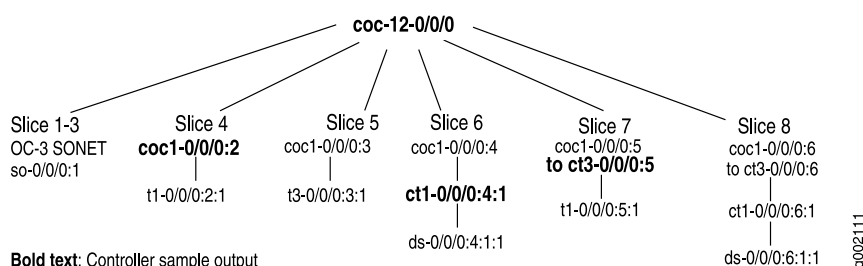 coc-12-0/0/0
Slice 1-3
OC-3 SONET
so-0/0/0:1
Slice 4
coc1-0/0/0:2
t1-0/0/0:2:1
Slice 5
coc1-0/0/0:3
t3-0/0/0:3:1
Slice 6
coc1-0/0/0:4
ct1-0/0/0:4:1
ds-0/0/0:4:1:1
Slice 7
coc1-0/0/0:5
to ct3-0/0/0:5
t1-0/0/0:5:1
Slice 8
coc1-0/0/0:6
to ct3-0/0/0:6
ct1-0/0/0:6:1
ds-0/0/0:6:1:1
Bold text: Controller sample output
g002111